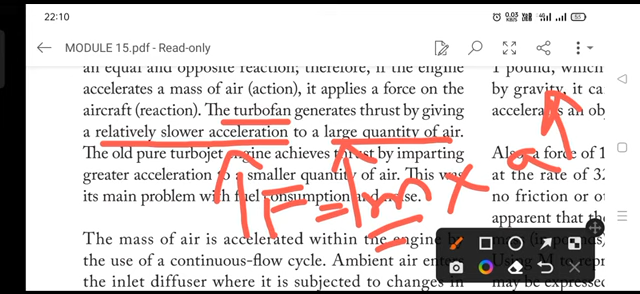 22:10
0.03 KB/S
MODULE 15.pdf - Read-only
an equal and opposite reaction; therefore, if the engine
accelerates a mass of air (action), it applies a force on the
aircraft (reaction). The turbofan generates thrust by giving
a relatively slower acceleration to a large quantity of air.
The old pure turbojet engine achieves thrust by imparting
greater acceleration to a smaller quantity of air. This was
its main problem with fuel consumption and noise.
The mass of air is accelerated within the engine by
the use of a continuous-flow cycle. Ambient air enters
the inlet diffuser where it is subjected to changes in
F = m x a
1 pound, which
by gravity, it ca
accelerates an ob
Also, a force of 1
at the rate of 32
no friction or o
apparent that the
may be expressed